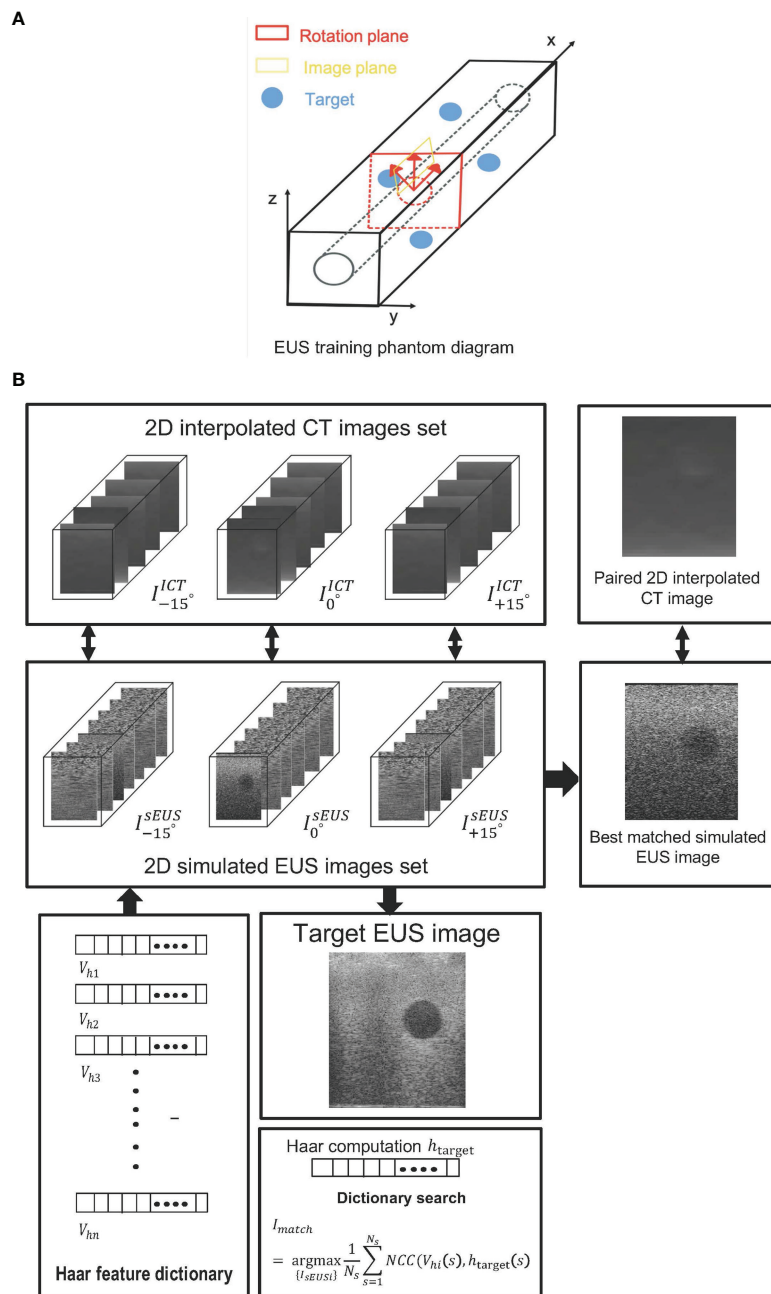 A
Rotation plane
Image plane
Target
x
z
y
EUS training phantom diagram
B
2D interpolated CT images set
I^{ICT}_{-15°}
I^{ICT}_{0°}
I^{ICT}_{+15°}
Paired 2D interpolated
CT image
I^{sEUS}_{-15°}
I^{sEUS}_{0°}
I^{sEUS}_{+15°}
2D simulated EUS images set
Best matched simulated
EUS image
V_{h1}
V_{h2}
V_{h3}
–
V_{hn}
Haar feature dictionary
Target EUS image
Haar computation h_{target}
Dictionary search
I_{match}
= argmax_{\{I_{sEUSi}\}} \frac{1}{N_s} \sum_{s=1}^{N_s} NCC(V_{hi}(s), h_{target}(s)